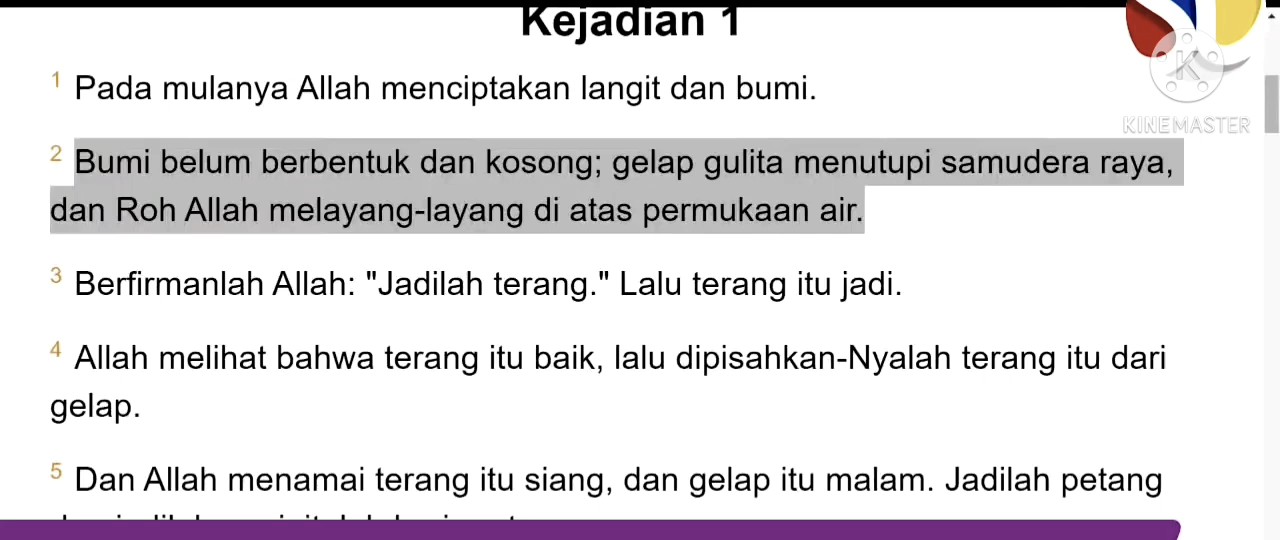 Kejadian 1
1 Pada mulanya Allah menciptakan langit dan bumi.
2 Bumi belum berbentuk dan kosong; gelap gulita menutupi samudera raya,
dan Roh Allah melayang-layang di atas permukaan air.
3 Berfirmanlah Allah: "Jadilah terang." Lalu terang itu jadi.
4 Allah melihat bahwa terang itu baik, lalu dipisahkan-Nyalah terang itu dari
gelap.
5 Dan Allah menamai terang itu siang, dan gelap itu malam. Jadilah petang
K
KINEMASTER